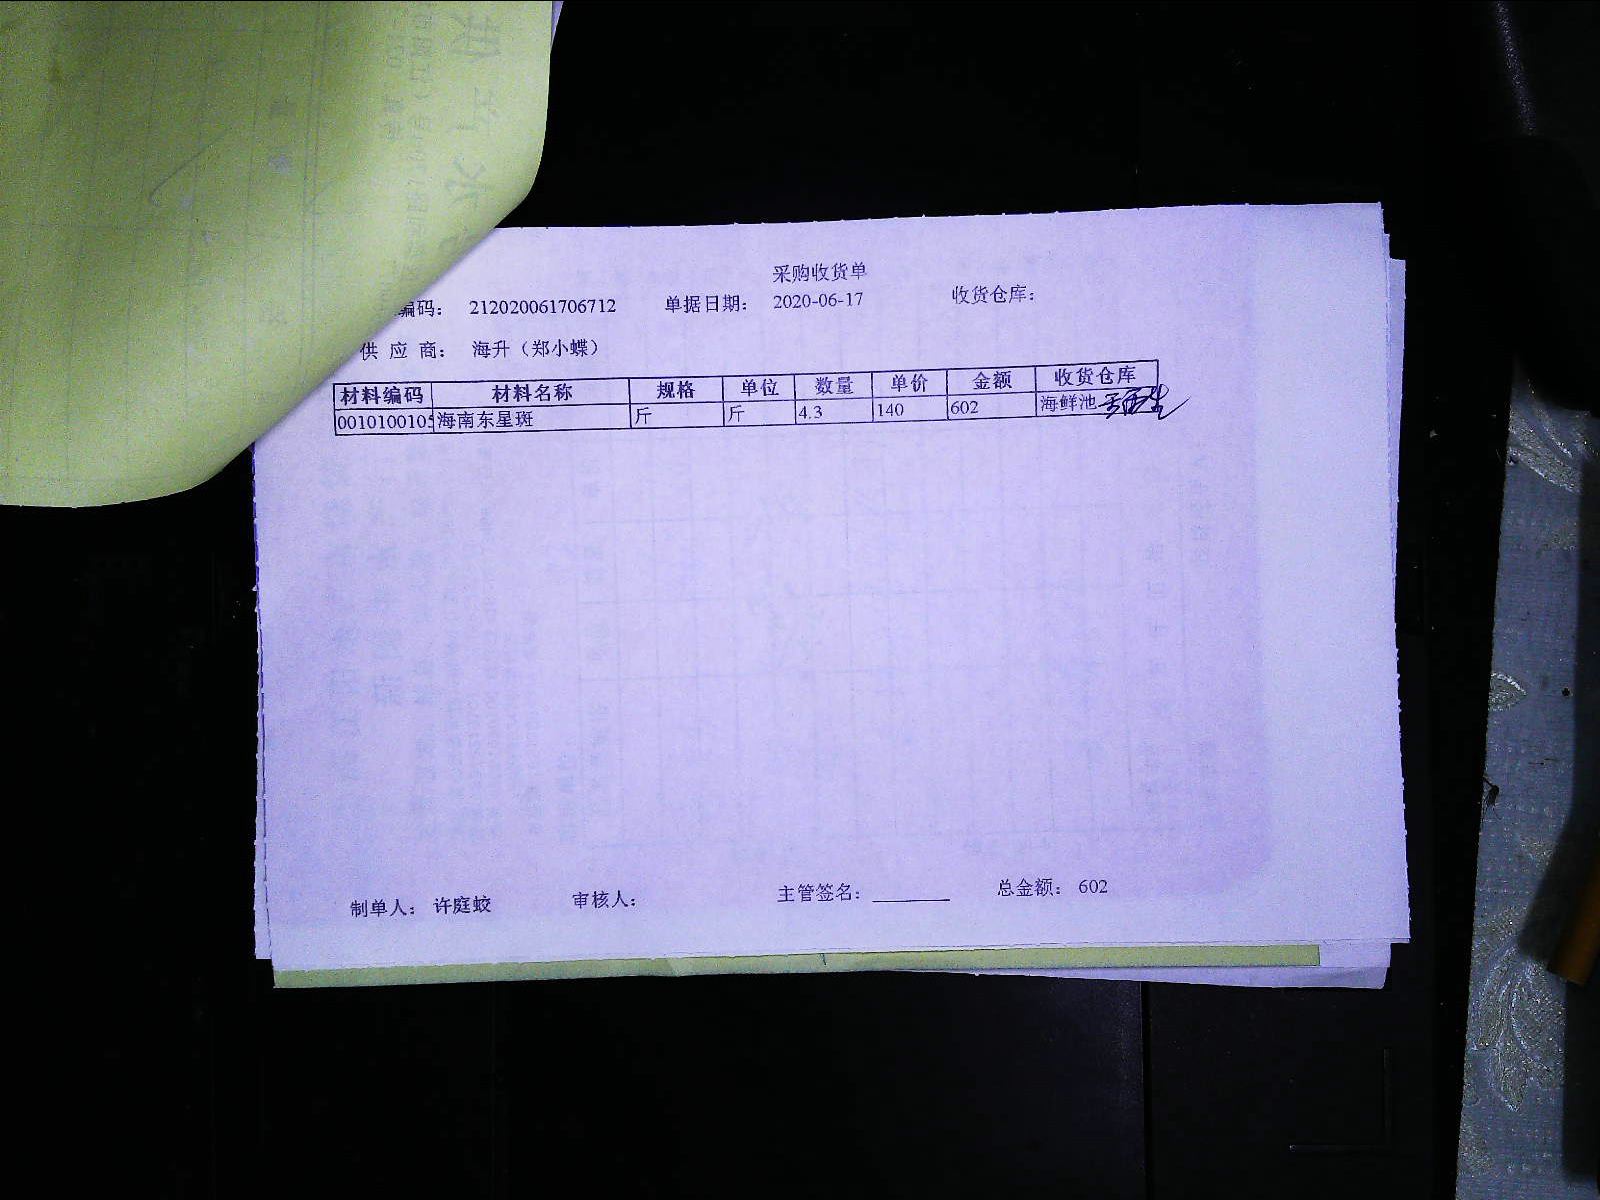 采购收货单
编码： 212020061706712 单据日期： 2020-06-17 收货仓库：
供 应 商： 海升（郑小蝶）
材料编码 材料名称 规格 单位 数量 单价 金额 收货仓库
0010100105 海南东星斑 斤 斤 4.3 140 602 海鲜池
制单人： 许庭蛟 审核人： 主管签名： 总金额： 602